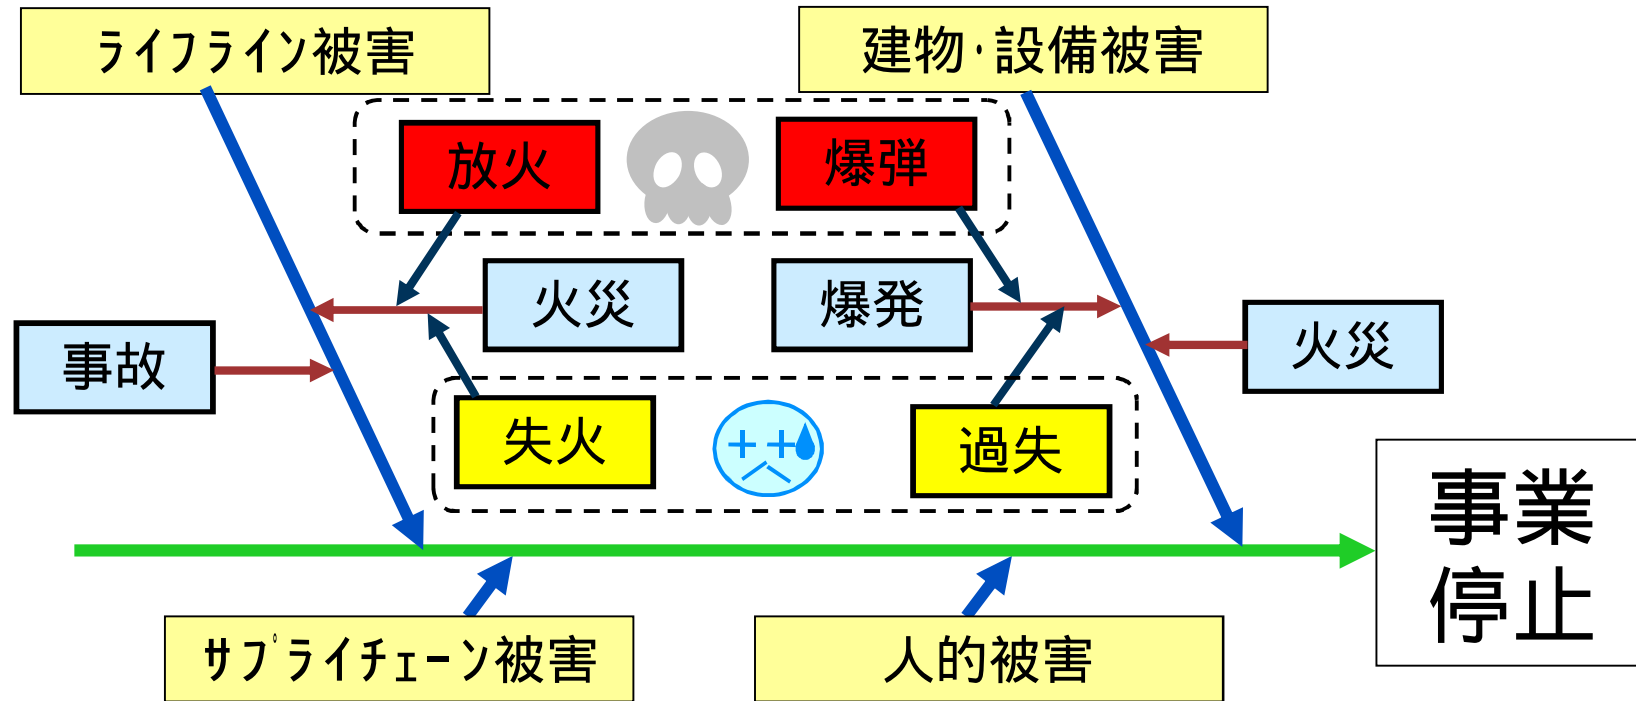 ﾗｲﾌﾗｲﾝ被害
建物･設備被害
放火
爆弾
火災
爆発
火災
事故
失火
過失
事業
停止
ｻﾌﾟﾗｲﾁｪｰﾝ被害
人的被害